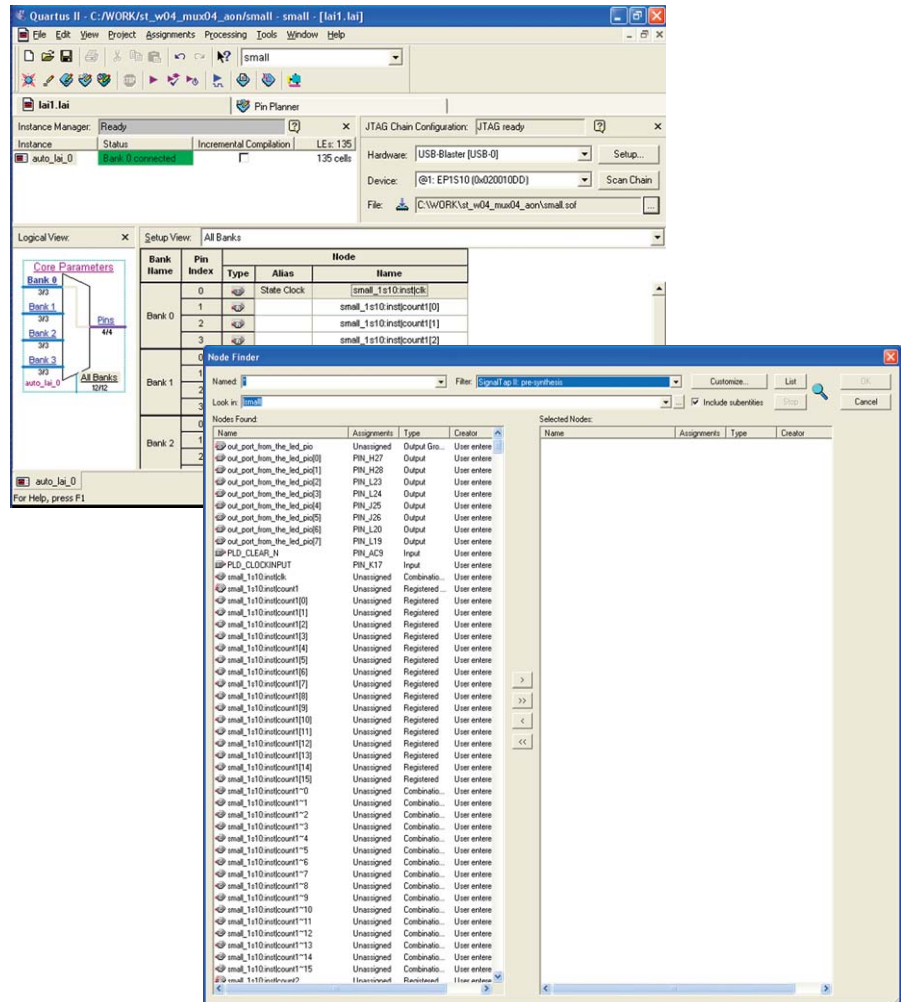 Quartus II - C:/WORK/st_w04_mux04_aon/small - small - [lai1.lai]
File Edit View Project Assignments Processing Tools Window Help
small
lai1.lai
Pin Planner
Instance Manager: Ready
JTAG Chain Configuration: JTAG ready
Instance Status Incremental Compilation LEs: 135
auto_lai_0 Bank 0 connected 135 cells
Hardware: USB-Blaster [USB-0] Setup...
Device: @1: EP1S10 (0x020010DD) Scan Chain
File: C:\WORK\st_w04_mux04_aon\small.sof ...
Logical View:
Setup View: All Banks
Core Parameters
Bank 0
3/3
Bank 1
3/3
Bank 2
3/3
Bank 3
3/3
Pins
4/4
auto_lai_0
All Banks
12/12
Bank Name Pin Index Node
Type Alias Name
Bank 0
0 State Clock small_1s10:inst|clk
1 small_1s10:inst|count1[0]
2 small_1s10:inst|count1[1]
3 small_1s10:inst|count1[2]
Bank 1
0
1
2
3
Bank 2
0
1
2
auto_lai_0
For Help, press F1
Node Finder
Named: * Filter: SignalTap II: pre-synthesis Customize... List OK
Look in: small ... Include subentities Stop Cancel
Nodes Found:
Name Assignments Type Creator
out_port_from_the_led_pio Unassigned Output Gro... User entere
out_port_from_the_led_pio[0] PIN_H27 Output User entere
out_port_from_the_led_pio[1] PIN_H28 Output User entere
out_port_from_the_led_pio[2] PIN_L23 Output User entere
out_port_from_the_led_pio[3] PIN_L24 Output User entere
out_port_from_the_led_pio[4] PIN_J25 Output User entere
out_port_from_the_led_pio[5] PIN_J26 Output User entere
out_port_from_the_led_pio[6] PIN_L20 Output User entere
out_port_from_the_led_pio[7] PIN_L19 Output User entere
PLD_CLEAR_N PIN_AC9 Input User entere
PLD_CLOCKINPUT PIN_K17 Input User entere
small_1s10:inst|clk Unassigned Combinatio... User entere
small_1s10:inst|count1 Unassigned Registered ... User entere
small_1s10:inst|count1[0] Unassigned Registered User entere
small_1s10:inst|count1[1] Unassigned Registered User entere
small_1s10:inst|count1[2] Unassigned Registered User entere
small_1s10:inst|count1[3] Unassigned Registered User entere
small_1s10:inst|count1[4] Unassigned Registered User entere
small_1s10:inst|count1[5] Unassigned Registered User entere
small_1s10:inst|count1[6] Unassigned Registered User entere
small_1s10:inst|count1[7] Unassigned Registered User entere
small_1s10:inst|count1[8] Unassigned Registered User entere
small_1s10:inst|count1[9] Unassigned Registered User entere
small_1s10:inst|count1[10] Unassigned Registered User entere
small_1s10:inst|count1[11] Unassigned Registered User entere
small_1s10:inst|count1[12] Unassigned Registered User entere
small_1s10:inst|count1[13] Unassigned Registered User entere
small_1s10:inst|count1[14] Unassigned Registered User entere
small_1s10:inst|count1[15] Unassigned Registered User entere
small_1s10:inst|count1~0 Unassigned Combinatio... User entere
small_1s10:inst|count1~1 Unassigned Combinatio... User entere
small_1s10:inst|count1~2 Unassigned Combinatio... User entere
small_1s10:inst|count1~3 Unassigned Combinatio... User entere
small_1s10:inst|count1~4 Unassigned Combinatio... User entere
small_1s10:inst|count1~5 Unassigned Combinatio... User entere
small_1s10:inst|count1~6 Unassigned Combinatio... User entere
small_1s10:inst|count1~7 Unassigned Combinatio... User entere
small_1s10:inst|count1~8 Unassigned Combinatio... User entere
small_1s10:inst|count1~9 Unassigned Combinatio... User entere
small_1s10:inst|count1~10 Unassigned Combinatio... User entere
small_1s10:inst|count1~11 Unassigned Combinatio... User entere
small_1s10:inst|count1~12 Unassigned Combinatio... User entere
small_1s10:inst|count1~13 Unassigned Combinatio... User entere
small_1s10:inst|count1~14 Unassigned Combinatio... User entere
small_1s10:inst|count1~15 Unassigned Combinatio... User entere
small_1s10:inst|count2 Unassigned Registered User entere
>
>>
<
<<
Selected Nodes:
Name Assignments Type Creator